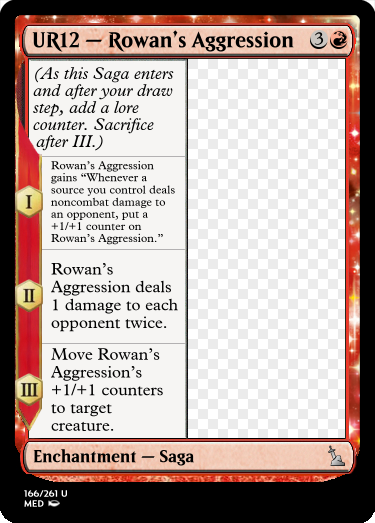 UR12 — Rowan's Aggression 3
(As this Saga enters
and after your draw
step, add a lore
counter. Sacrifice
after III.)
I
Rowan's Aggression
gains “Whenever a
source you control deals
noncombat damage to
an opponent, put a
+1/+1 counter on
Rowan's Aggression.”
II
Rowan's
Aggression deals
1 damage to each
opponent twice.
III
Move Rowan's
Aggression's
+1/+1 counters
to target
creature.
Enchantment — Saga
166/261 U
MED